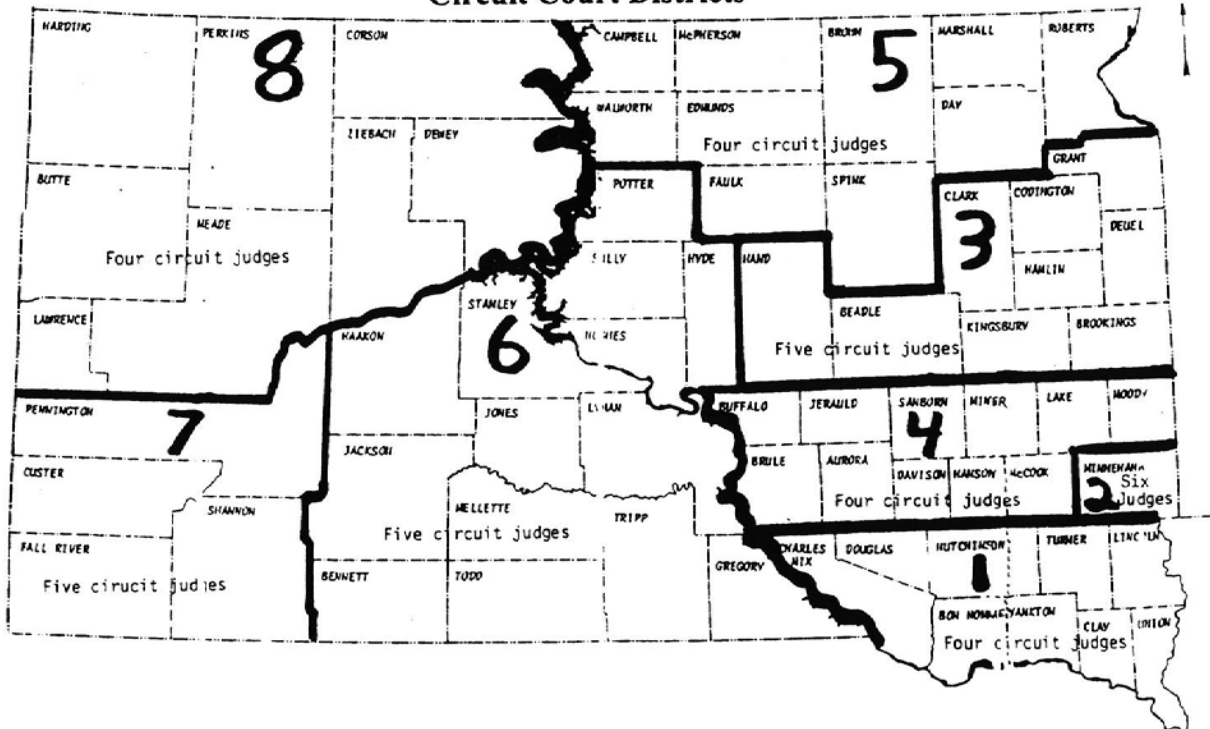 Circuit Court Districts
HARDING
PERKINS
8
CORSON
CAMPBELL
McPHERSON
BROWN
5
MARSHALL
ROBERTS
WALWORTH
EDMUNDS
DAY
Four circuit judges
ZIEBACH
DEWEY
GRANT
BUTTE
POTTER
FAULK
SPINK
CLARK
CODINGTON
3
MEADE
DEUEL
Four circuit judges
SULLY
HYDE
HAND
HAMLIN
STANLEY
BEADLE
LAWRENCE
KINGSBURY
BROOKINGS
HAAKON
6
Five circuit judges
PENNINGTON
7
JONES
LYMAN
BUFFALO
JERAULD
SANBORN
MINER
LAKE
MOODY
4
JACKSON
CUSTER
BRULE
AURORA
DAVISON
HANSON
McCOOK
MINNEHAHA
2 Six
Judges
Four circuit judges
SHANNON
MELLETTE
TRIPP
Five circuit judges
FALL RIVER
GREGORY
CHARLES
MIX
DOUGLAS
HUTCHINSON
TURNER
1
BENNETT
TODD
Five cirucit judges
BON HOMME
YANKTON
CLAY
UNION
Four circuit judges